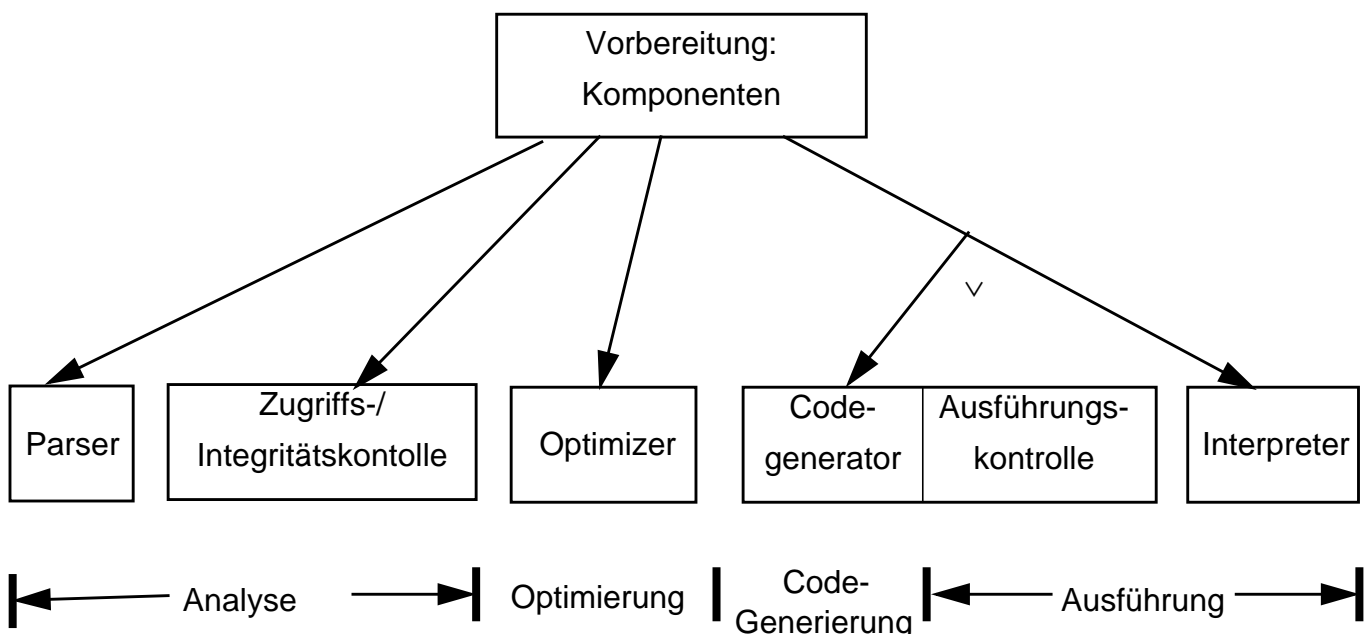 Vorbereitung:
Komponenten
∨
Parser
Zugriffs-/
Integritätskontolle
Optimizer
Code-
generator
Ausführungs-
kontrolle
Interpreter
Analyse
Optimierung
Code-
Generierung
Ausführung